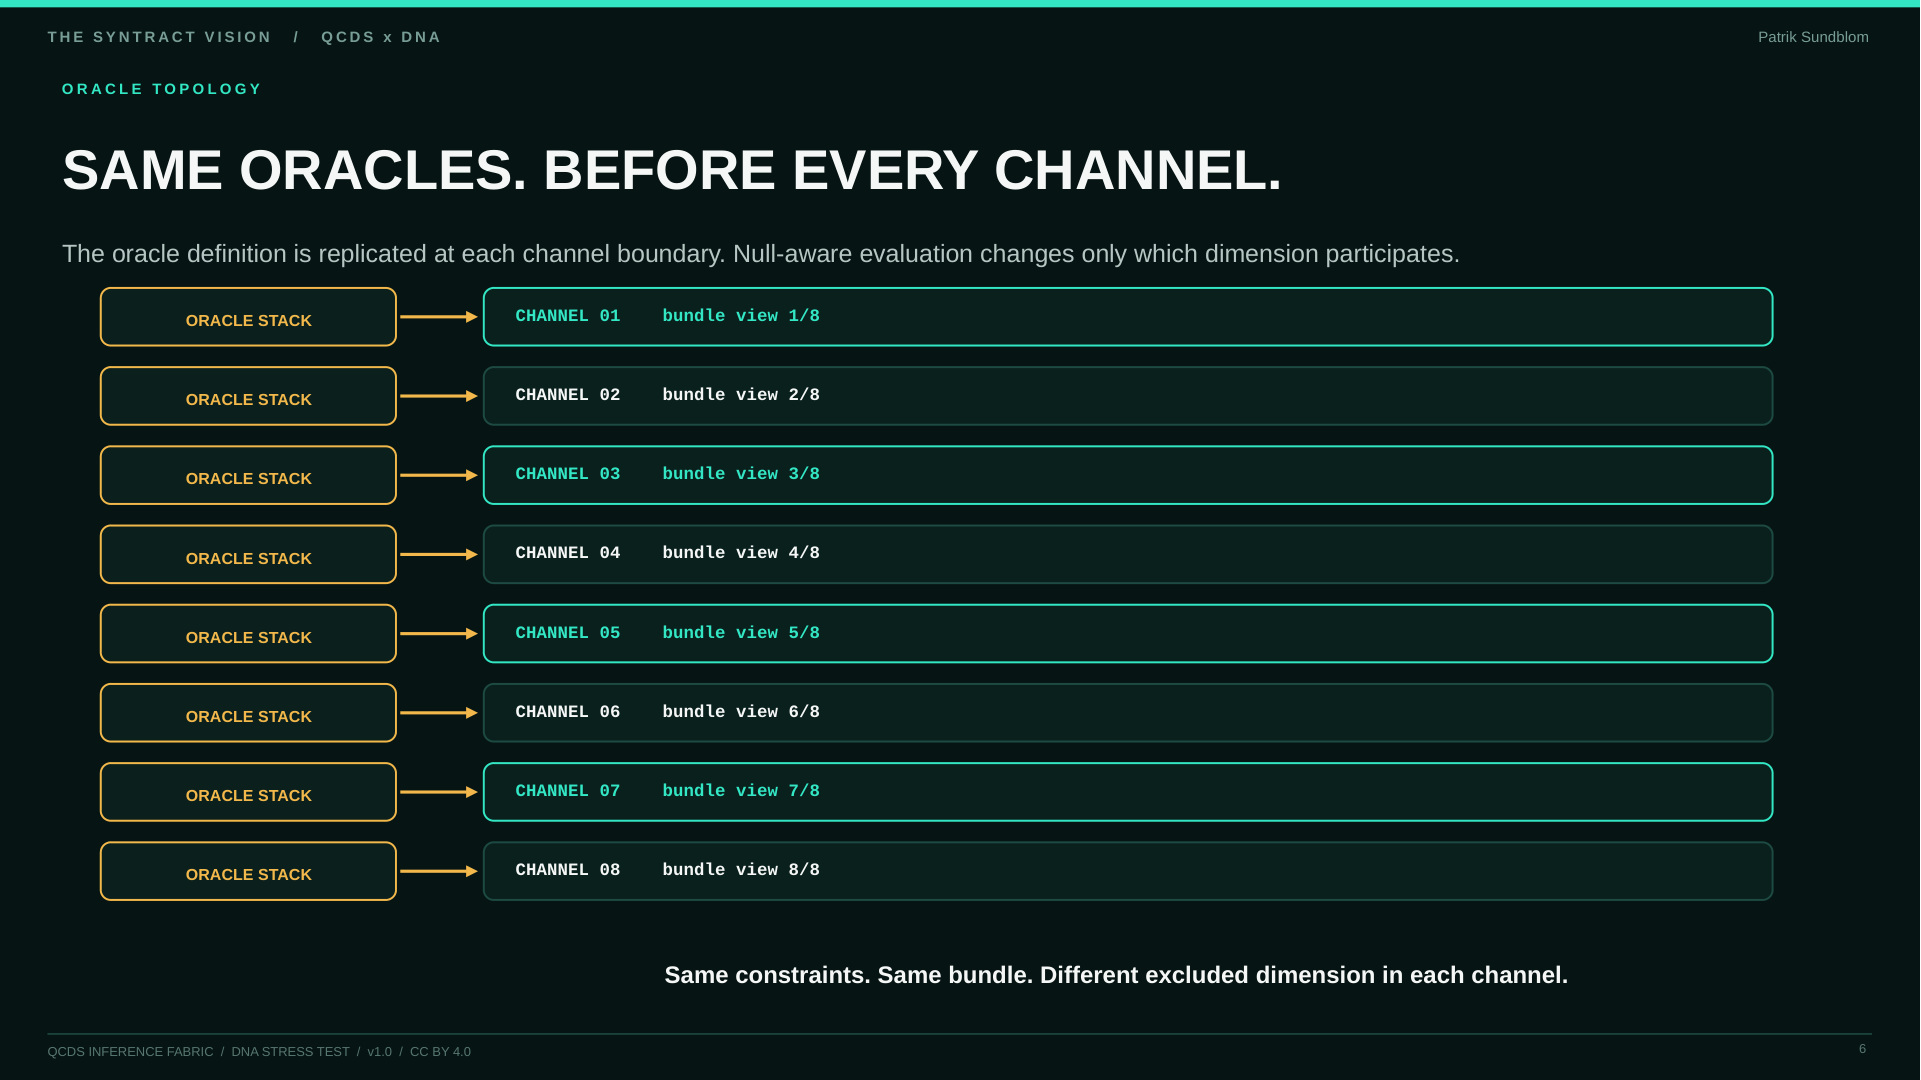 THE SYNTRACT VISION / QCDS x DNA
Patrik Sundblom
ORACLE TOPOLOGY
SAME ORACLES. BEFORE EVERY CHANNEL.
The oracle definition is replicated at each channel boundary. Null-aware evaluation changes only which dimension participates.
ORACLE STACK
CHANNEL 01 bundle view 1/8
ORACLE STACK
CHANNEL 02 bundle view 2/8
ORACLE STACK
CHANNEL 03 bundle view 3/8
ORACLE STACK
CHANNEL 04 bundle view 4/8
ORACLE STACK
CHANNEL 05 bundle view 5/8
ORACLE STACK
CHANNEL 06 bundle view 6/8
ORACLE STACK
CHANNEL 07 bundle view 7/8
ORACLE STACK
CHANNEL 08 bundle view 8/8
Same constraints. Same bundle. Different excluded dimension in each channel.
QCDS INFERENCE FABRIC / DNA STRESS TEST / v1.0 / CC BY 4.0
6